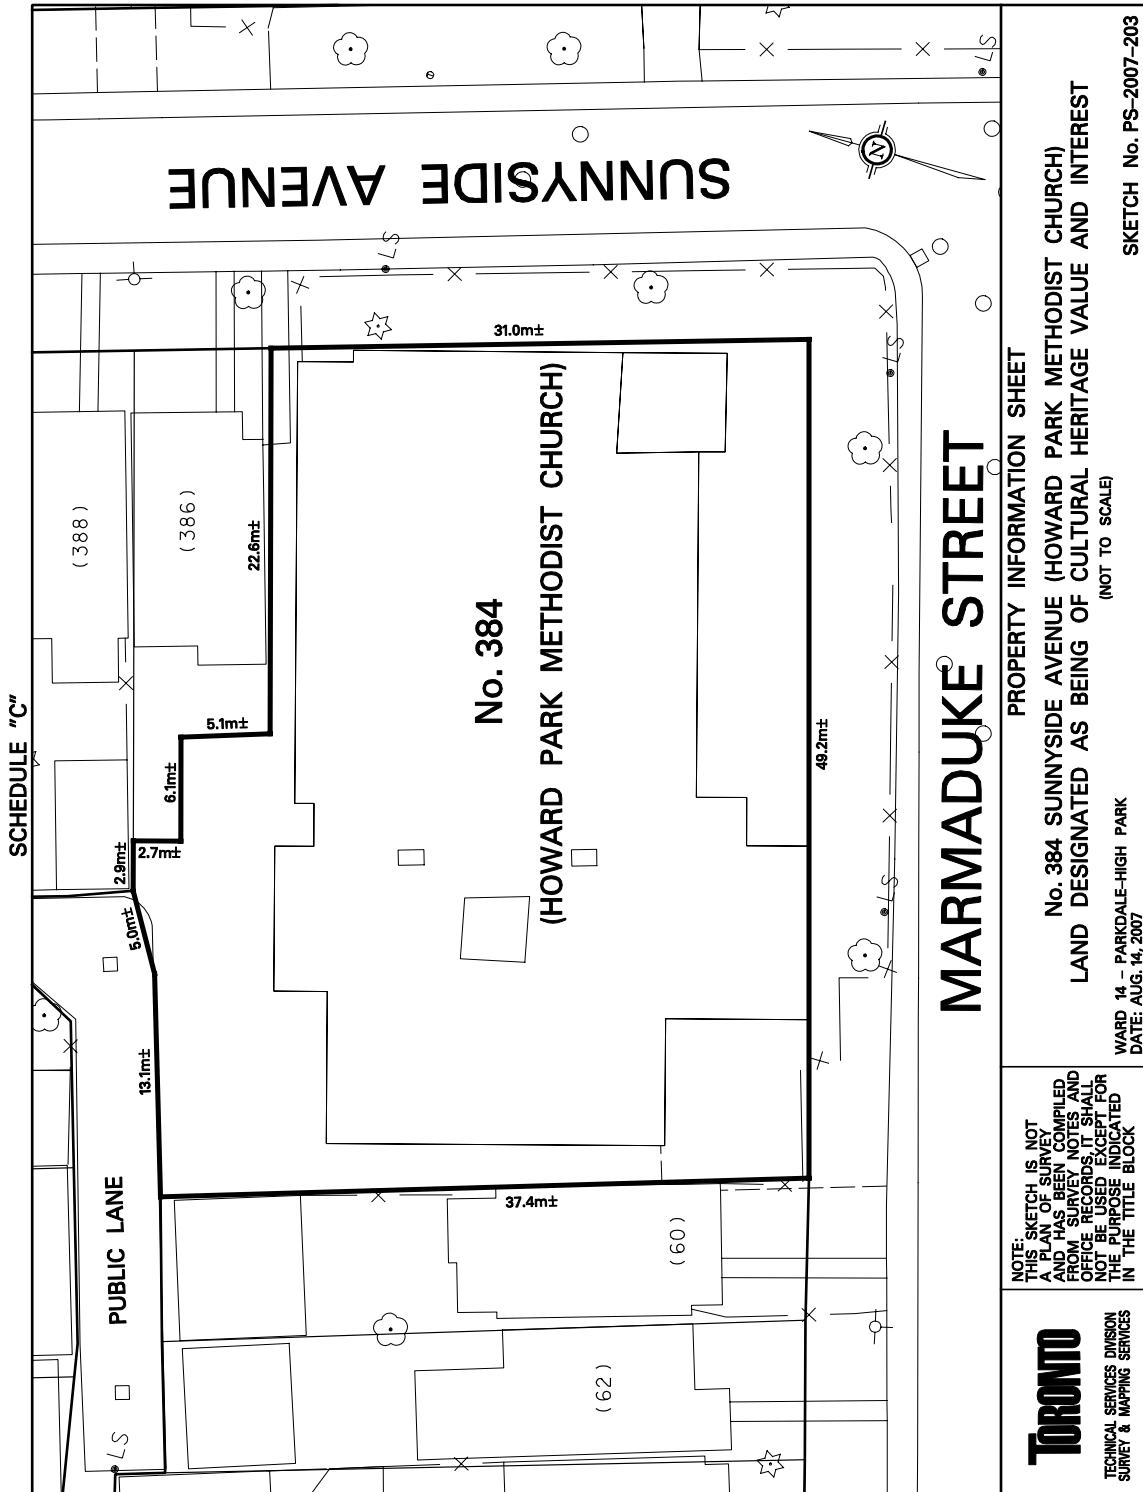 SCHEDULE "C"
SUNNYSIDE AVENUE
N
LS
LS
LS
LS
LS
31.0m±
22.6m±
5.1m±
6.1m±
2.7m±
2.9m±
5.0m±
13.1m±
37.4m±
49.2m±
(388)
(386)
No. 384
(HOWARD PARK METHODIST CHURCH)
PUBLIC LANE
(60)
(62)
MARMADUKE STREET
PROPERTY INFORMATION SHEET
No. 384 SUNNYSIDE AVENUE (HOWARD PARK METHODIST CHURCH)
LAND DESIGNATED AS BEING OF CULTURAL HERITAGE VALUE AND INTEREST
(NOT TO SCALE)
WARD 14 - PARKDALE-HIGH PARK
DATE: AUG. 14, 2007
SKETCH No. PS-2007-203
NOTE:
THIS SKETCH IS NOT
A PLAN OF SURVEY
AND HAS BEEN COMPILED
FROM SURVEY NOTES AND
OFFICE RECORDS, IT SHALL
NOT BE USED EXCEPT FOR
THE PURPOSE INDICATED
IN THE TITLE BLOCK
TORONTO
TECHNICAL SERVICES DIVISION
SURVEY & MAPPING SERVICES